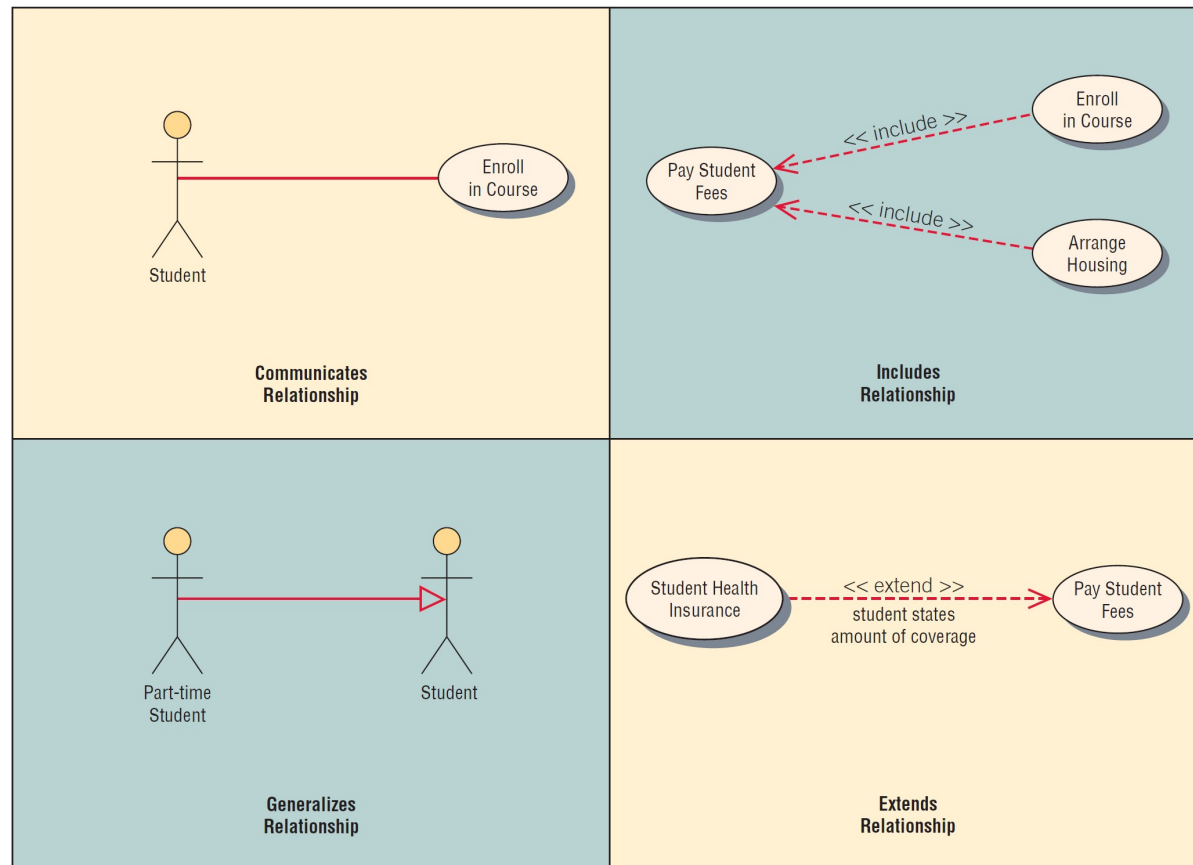 Enroll
in Course
Student
Communicates
Relationship
Enroll
in Course
<< include >>
Pay Student
Fees
<< include >>
Arrange
Housing
Includes
Relationship
Part-time
Student
Student
Generalizes
Relationship
Student Health
Insurance
<< extend >>
student states
amount of coverage
Pay Student
Fees
Extends
Relationship